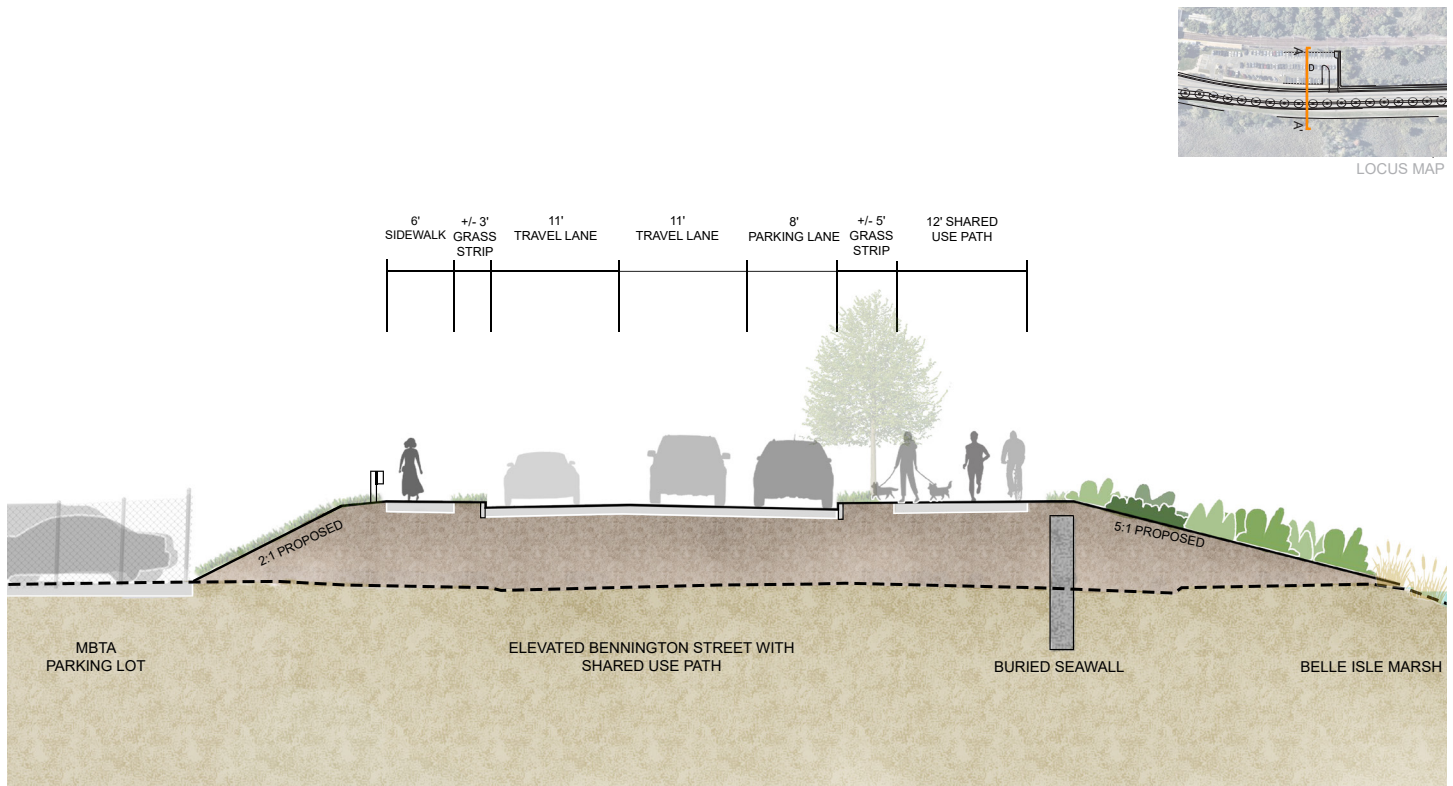 A
D
A'
LOCUS MAP
6'
SIDEWALK
+/- 3'
GRASS
STRIP
11'
TRAVEL LANE
11'
TRAVEL LANE
8'
PARKING LANE
+/- 5'
GRASS
STRIP
12' SHARED
USE PATH
2:1 PROPOSED
5:1 PROPOSED
MBTA
PARKING LOT
ELEVATED BENNINGTON STREET WITH
SHARED USE PATH
BURIED SEAWALL
BELLE ISLE MARSH